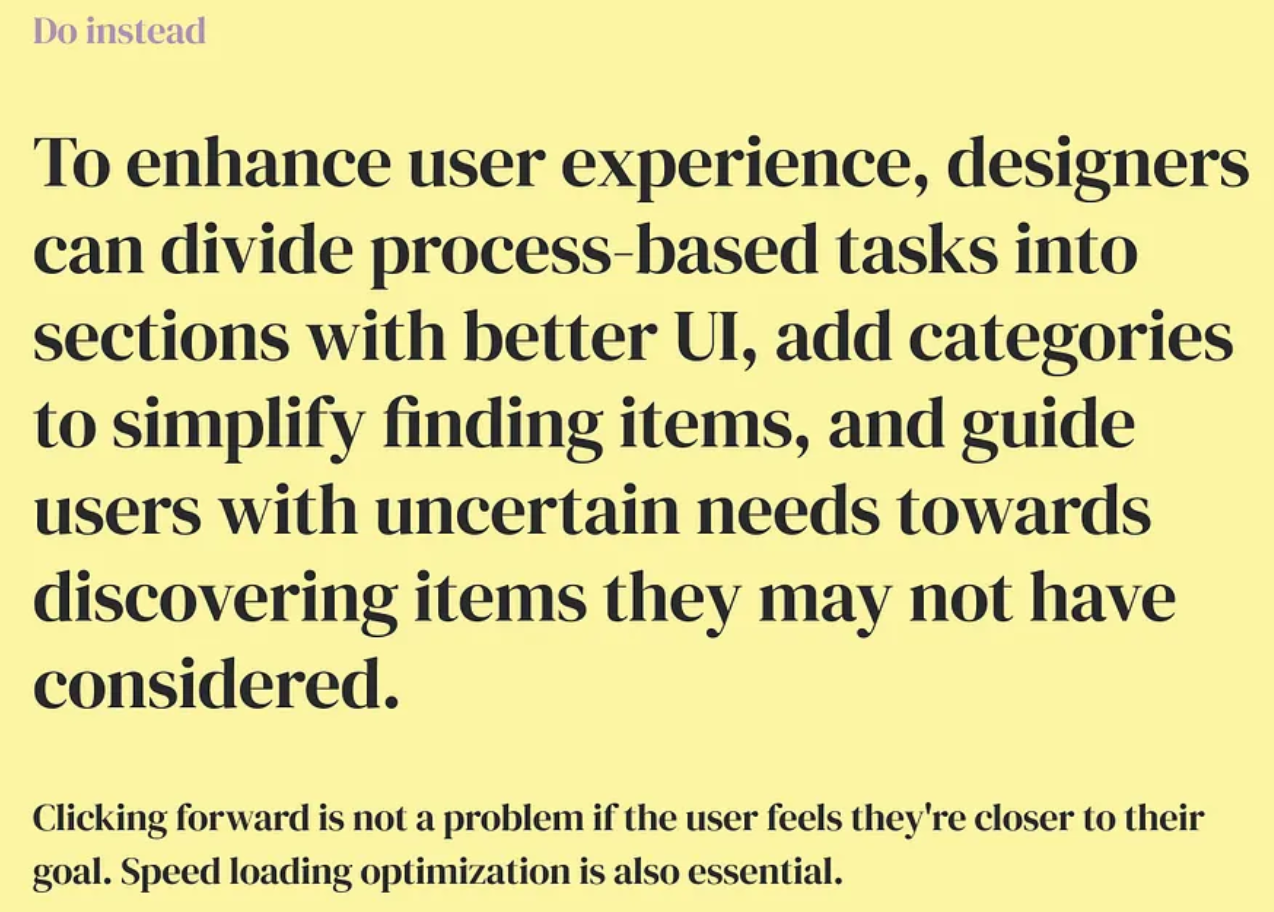 Do instead
To enhance user experience, designers
can divide process-based tasks into
sections with better UI, add categories
to simplify finding items, and guide
users with uncertain needs towards
discovering items they may not have
considered.
Clicking forward is not a problem if the user feels they're closer to their
goal. Speed loading optimization is also essential.